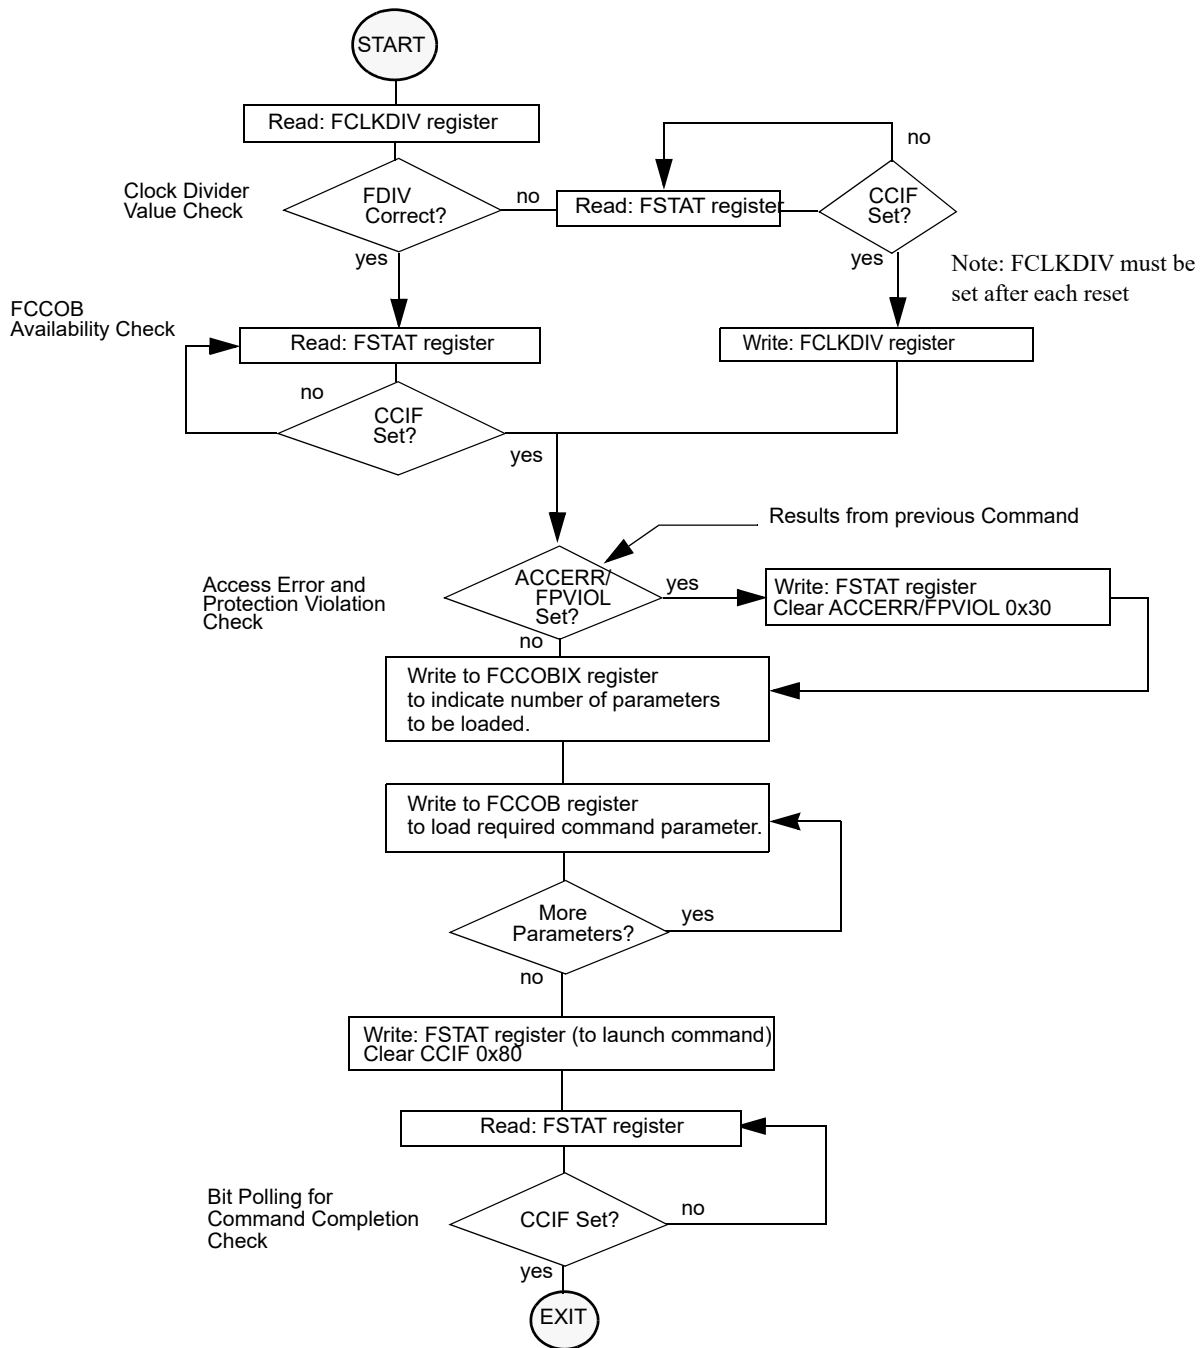 START
Read: FCLKDIV register
no
Clock Divider
Value Check
FDIV
Correct?
no
Read: FSTAT register
CCIF
Set?
yes
yes
Note: FCLKDIV must be
set after each reset
FCCOB
Availability Check
Read: FSTAT register
Write: FCLKDIV register
no
CCIF
Set?
yes
Results from previous Command
Access Error and
Protection Violation
Check
ACCERR/
FPVIOL
Set?
yes
Write: FSTAT register
Clear ACCERR/FPVIOL 0x30
no
Write to FCCOBIX register
to indicate number of parameters
to be loaded.
Write to FCCOB register
to load required command parameter.
More
Parameters?
yes
no
Write: FSTAT register (to launch command)
Clear CCIF 0x80
Read: FSTAT register
Bit Polling for
Command Completion
Check
CCIF Set?
no
yes
EXIT